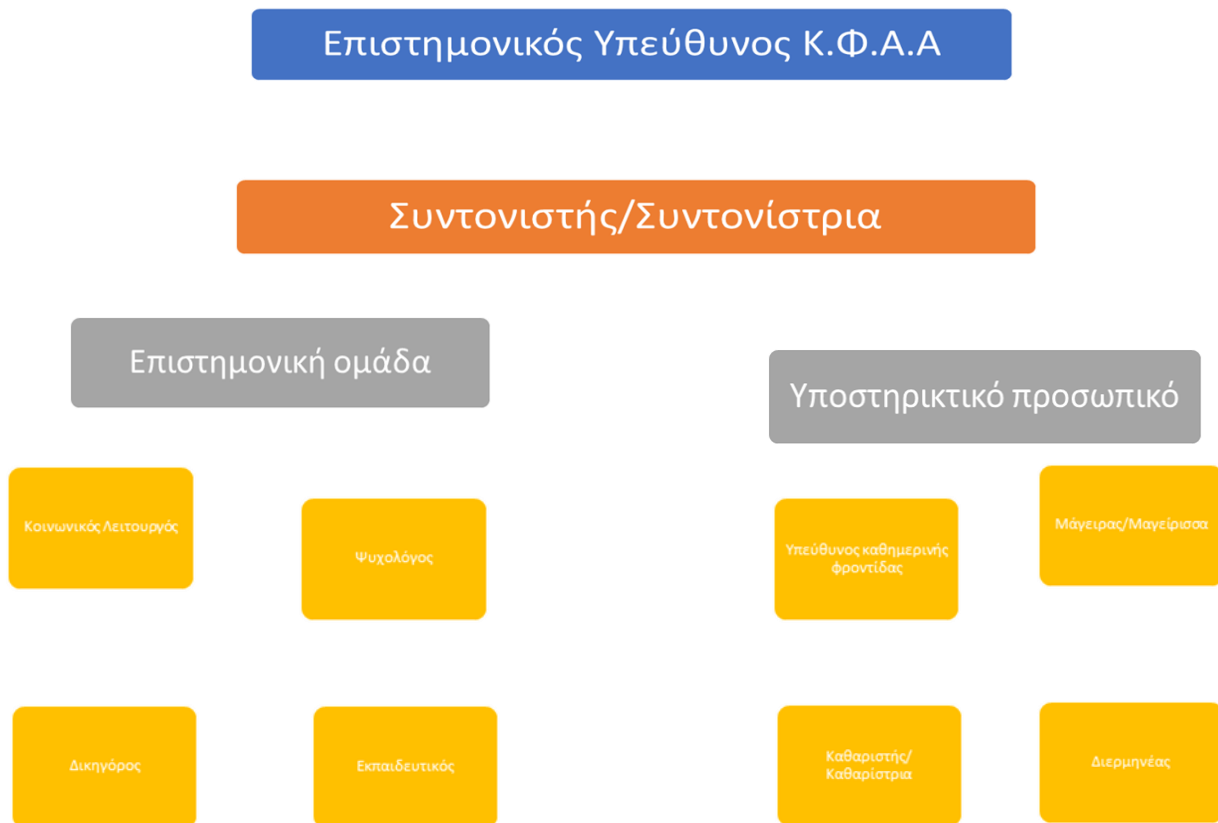 Επιστημονικός Υπεύθυνος Κ.Φ.Α.Α
Συντονιστής/Συντονίστρια
Επιστημονική ομάδα
Υποστηρικτικό προσωπικό
Κοινωνικός Λειτουργός
Ψυχολόγος
Υπεύθυνος καθημερινής
φροντίδας
Μάγειρας/Μαγείρισσα
Δικηγόρος
Εκπαιδευτικός
Καθαριστής/
Καθαρίστρια
Διερμηνέας